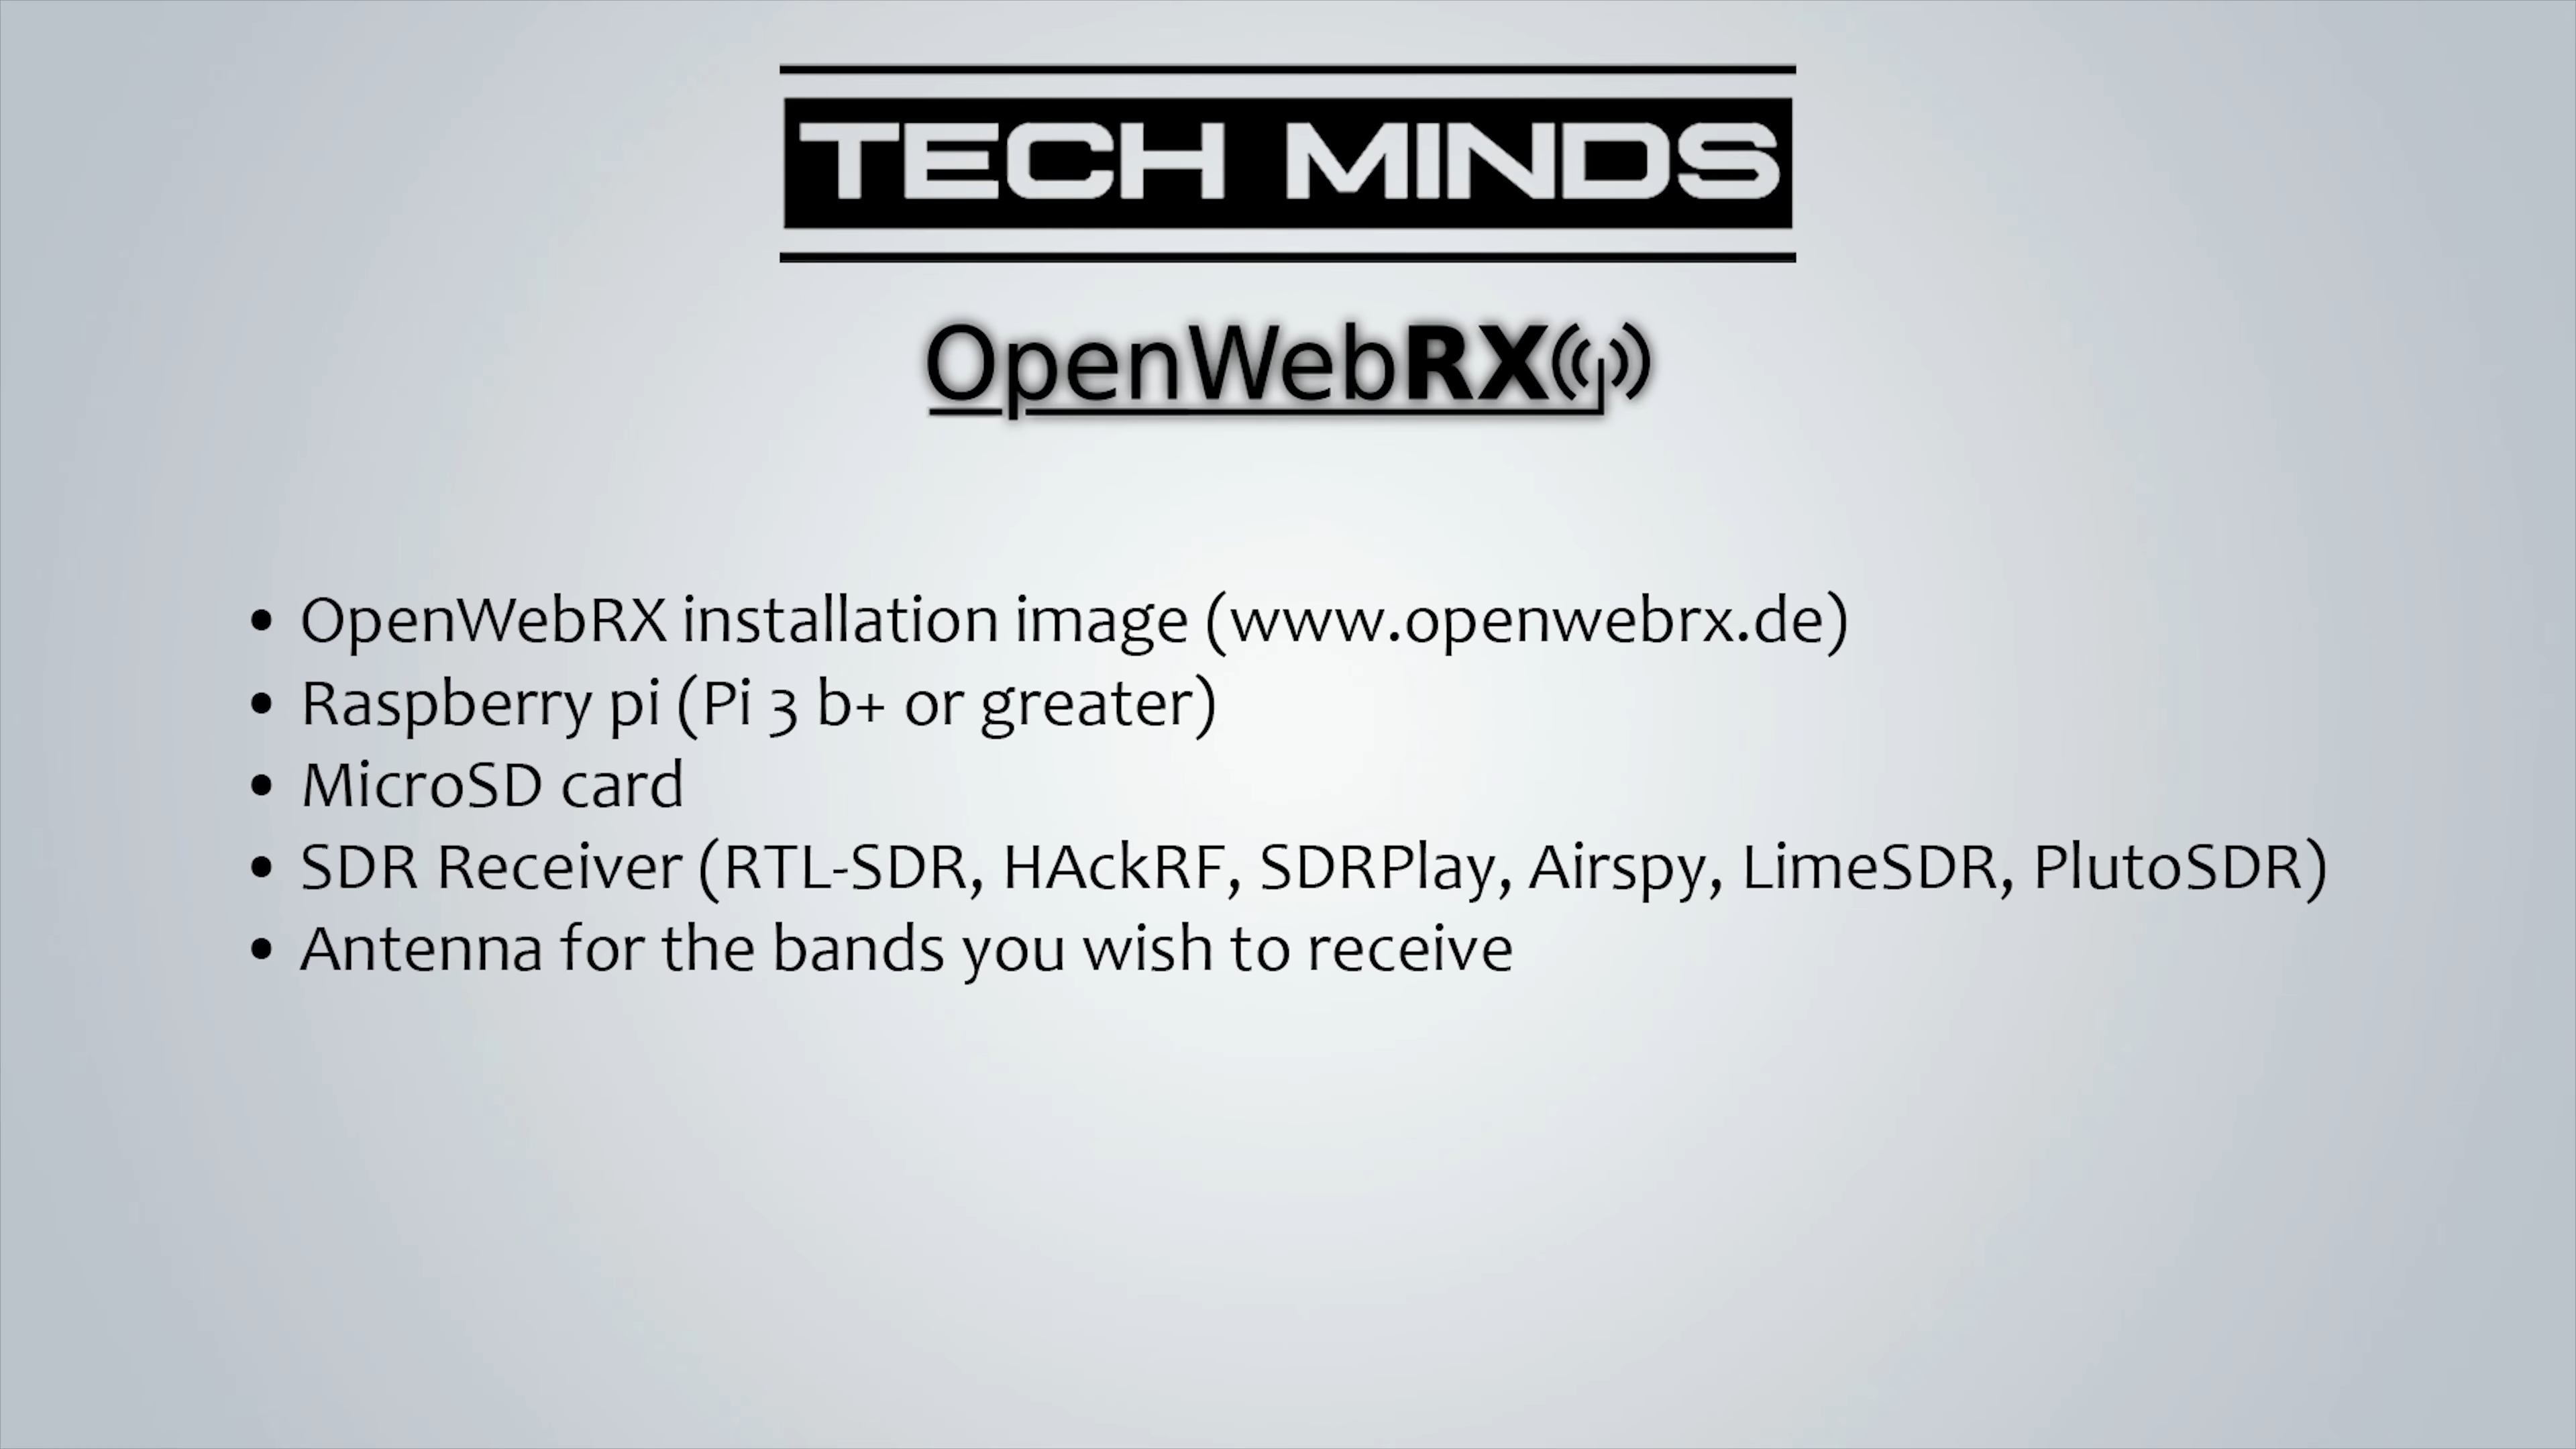 TECH MINDS
OpenWebRX
• OpenWebRX installation image (www.openwebrx.de)
• Raspberry pi (Pi 3 b+ or greater)
• MicroSD card
• SDR Receiver (RTL-SDR, HAckRF, SDRPlay, Airspy, LimeSDR, PlutoSDR)
• Antenna for the bands you wish to receive